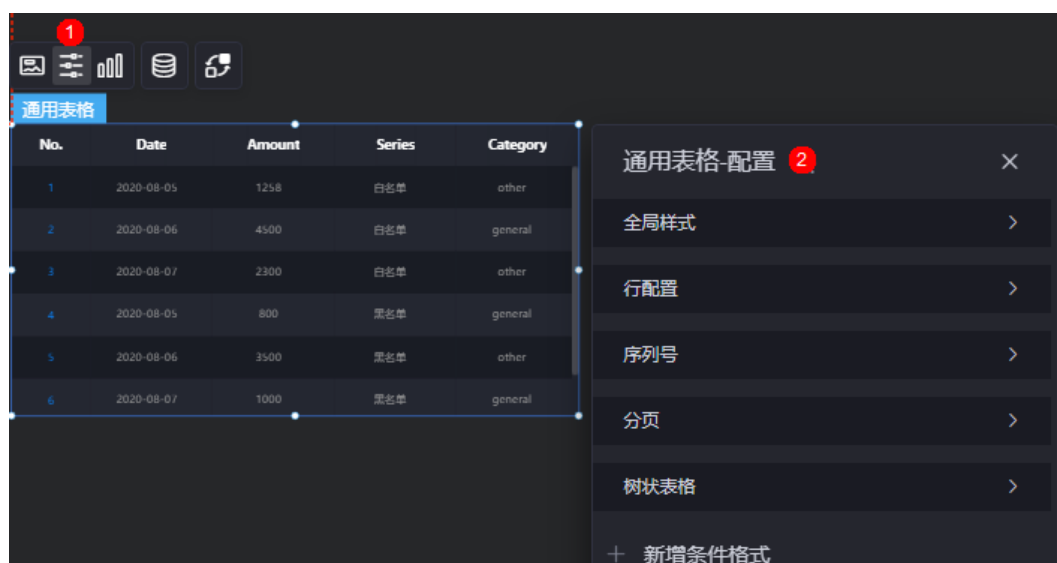 1
通用表格
No. Date Amount Series Category
1 2020-08-05 1258 白名单 other
2 2020-08-06 4500 白名单 general
3 2020-08-07 2300 白名单 other
4 2020-08-05 800 黑名单 general
5 2020-08-06 3500 黑名单 other
6 2020-08-07 1000 黑名单 general
通用表格-配置 2
全局样式
行配置
序列号
分页
树状表格
新增条件格式